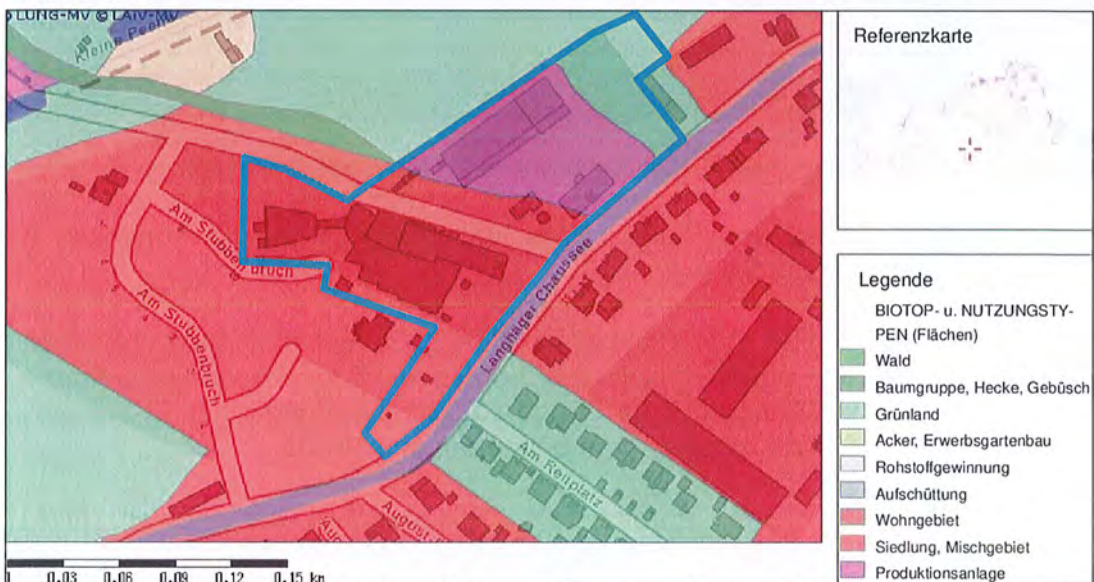 © LUNG-MV © LAiV-MV
Kleine Peene
Am Stubbenbruch
Am Stubbenbruch
Langhäger Chaussee
Am Reitplatz
August
0.03 0.06 0.09 0.12 0.15 km
Referenzkarte
Legende
BIOTOP- u. NUTZUNGSTY-
PEN (Flächen)
Wald
Baumgruppe, Hecke, Gebüsch
Grünland
Acker, Erwerbsgartenbau
Rohstoffgewinnung
Aufschüttung
Wohngebiet
Siedlung, Mischgebiet
Produktionsanlage